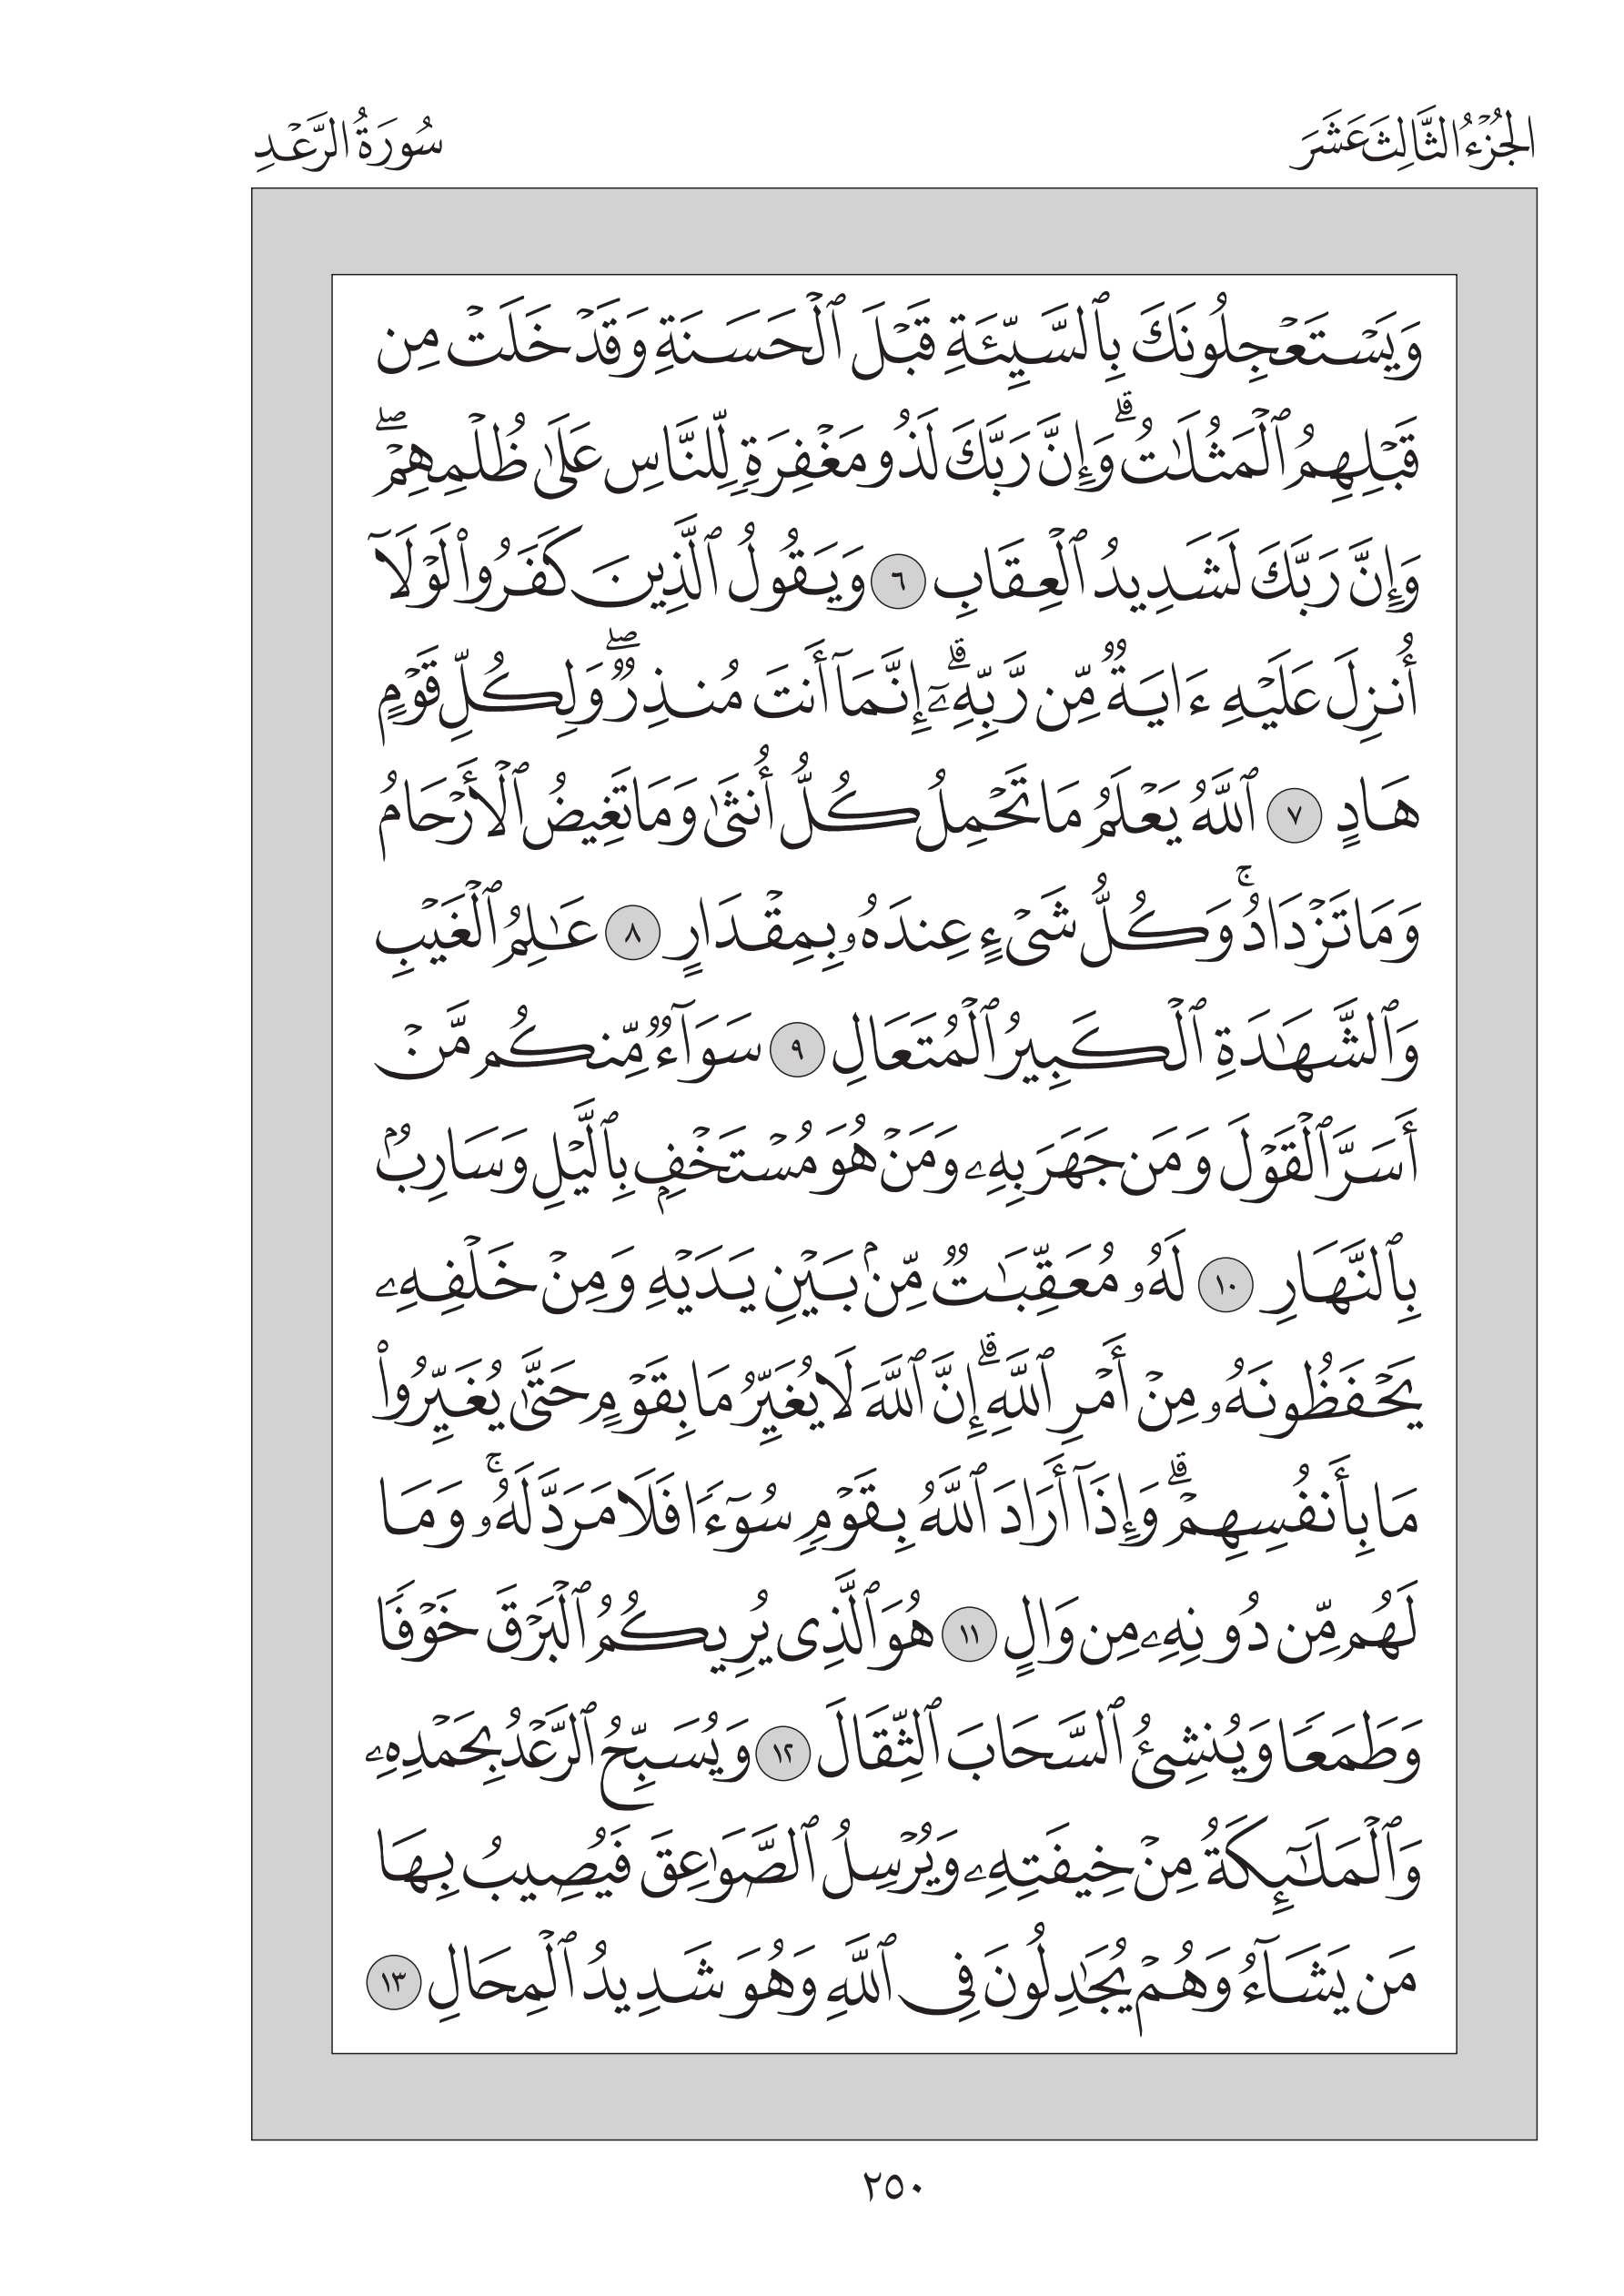 الجُزْءُ الثَّالِثَ عَشَرَ
سُورَةُ الرَّعْدِ
وَيَسْتَعْجِلُونَكَ بِٱلسَّيِّئَةِ قَبْلَ ٱلْحَسَنَةِ وَقَدْ خَلَتْ مِن
قَبْلِهِمُ ٱلْمَثُلَـٰتُ ۗ وَإِنَّ رَبَّكَ لَذُو مَغْفِرَةٍ لِّلنَّاسِ عَلَىٰ ظُلْمِهِمْ ۖ
وَإِنَّ رَبَّكَ لَشَدِيدُ ٱلْعِقَابِ ٦ وَيَقُولُ ٱلَّذِينَ كَفَرُوا۟ لَوْلَآ
أُنزِلَ عَلَيْهِ ءَايَةٌ مِّن رَّبِّهِۦٓ ۗ إِنَّمَآ أَنتَ مُنذِرٌ ۖ وَلِكُلِّ قَوْمٍ
هَادٍ ٧ ٱللَّهُ يَعْلَمُ مَا تَحْمِلُ كُلُّ أُنثَىٰ وَمَا تَغِيضُ ٱلْأَرْحَامُ
وَمَا تَزْدَادُ ۚ وَكُلُّ شَىْءٍ عِندَهُۥ بِمِقْدَارٍ ٨ عَـٰلِمُ ٱلْغَيْبِ
وَٱلشَّهَـٰدَةِ ٱلْكَبِيرُ ٱلْمُتَعَالِ ٩ سَوَآءٌ مِّنكُم مَّنْ
أَسَرَّ ٱلْقَوْلَ وَمَن جَهَرَ بِهِۦ وَمَنْ هُوَ مُسْتَخْفٍۭ بِٱلَّيْلِ وَسَارِبٌۢ
بِٱلنَّهَارِ ١٠ لَهُۥ مُعَقِّبَـٰتٌ مِّنۢ بَيْنِ يَدَيْهِ وَمِنْ خَلْفِهِۦ
يَحْفَظُونَهُۥ مِنْ أَمْرِ ٱللَّهِ ۗ إِنَّ ٱللَّهَ لَا يُغَيِّرُ مَا بِقَوْمٍ حَتَّىٰ يُغَيِّرُوا۟
مَا بِأَنفُسِهِمْ ۗ وَإِذَآ أَرَادَ ٱللَّهُ بِقَوْمٍ سُوٓءًا فَلَا مَرَدَّ لَهُۥ ۚ وَمَا
لَهُم مِّن دُونِهِۦ مِن وَالٍ ١١ هُوَ ٱلَّذِى يُرِيكُمُ ٱلْبَرْقَ خَوْفًا
وَطَمَعًا وَيُنشِئُ ٱلسَّحَابَ ٱلثِّقَالَ ١٢ وَيُسَبِّحُ ٱلرَّعْدُ بِحَمْدِهِۦ
وَٱلْمَلَـٰٓئِكَةُ مِنْ خِيفَتِهِۦ وَيُرْسِلُ ٱلصَّوَٰعِقَ فَيُصِيبُ بِهَا
مَن يَشَآءُ وَهُمْ يُجَـٰدِلُونَ فِى ٱللَّهِ وَهُوَ شَدِيدُ ٱلْمِحَالِ ١٣
٢٥٠